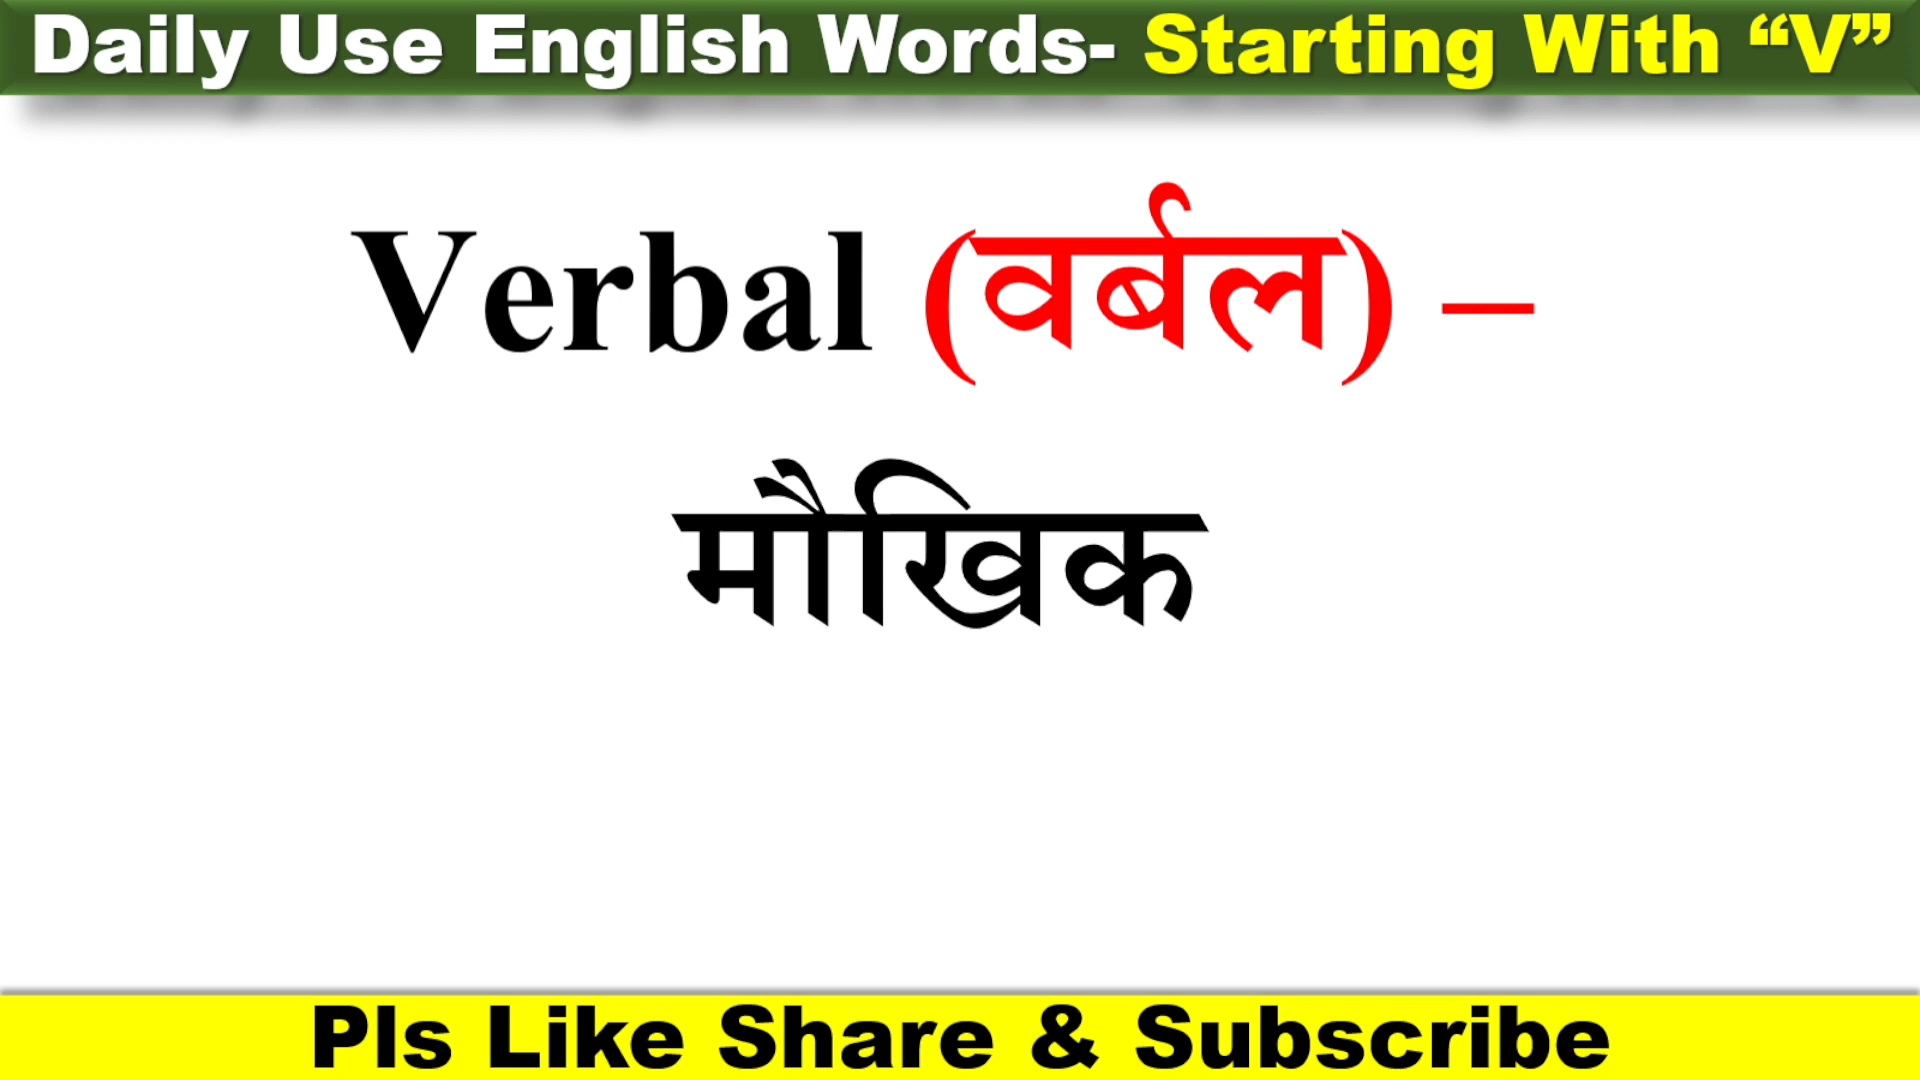 Daily Use English Words- Starting With “V”
Verbal (वर्बल) –
मौखिक
Pls Like Share & Subscribe